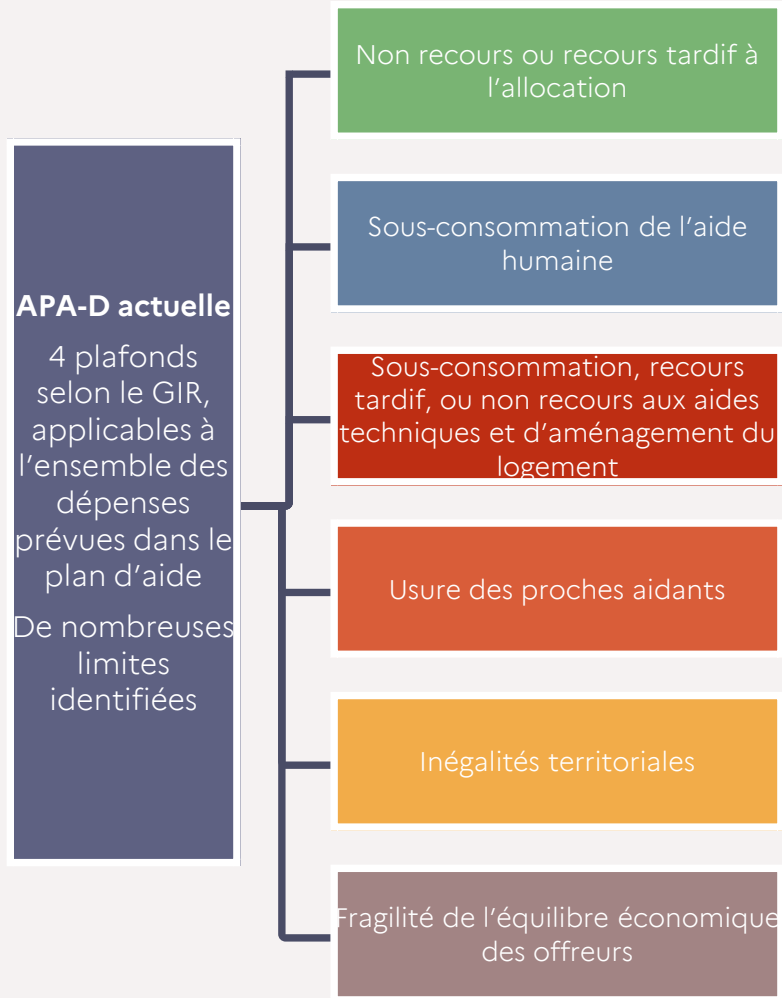 APA-D actuelle
4 plafonds
selon le GIR,
applicables à
l'ensemble des
dépenses
prévues dans le
plan d'aide
De nombreuses
limites
identifiées
Non recours ou recours tardif à
l'allocation
Sous-consommation de l'aide
humaine
Sous-consommation, recours
tardif, ou non recours aux aides
techniques et d'aménagement du
logement
Usure des proches aidants
Inégalités territoriales
Fragilité de l'équilibre économique
des offreurs